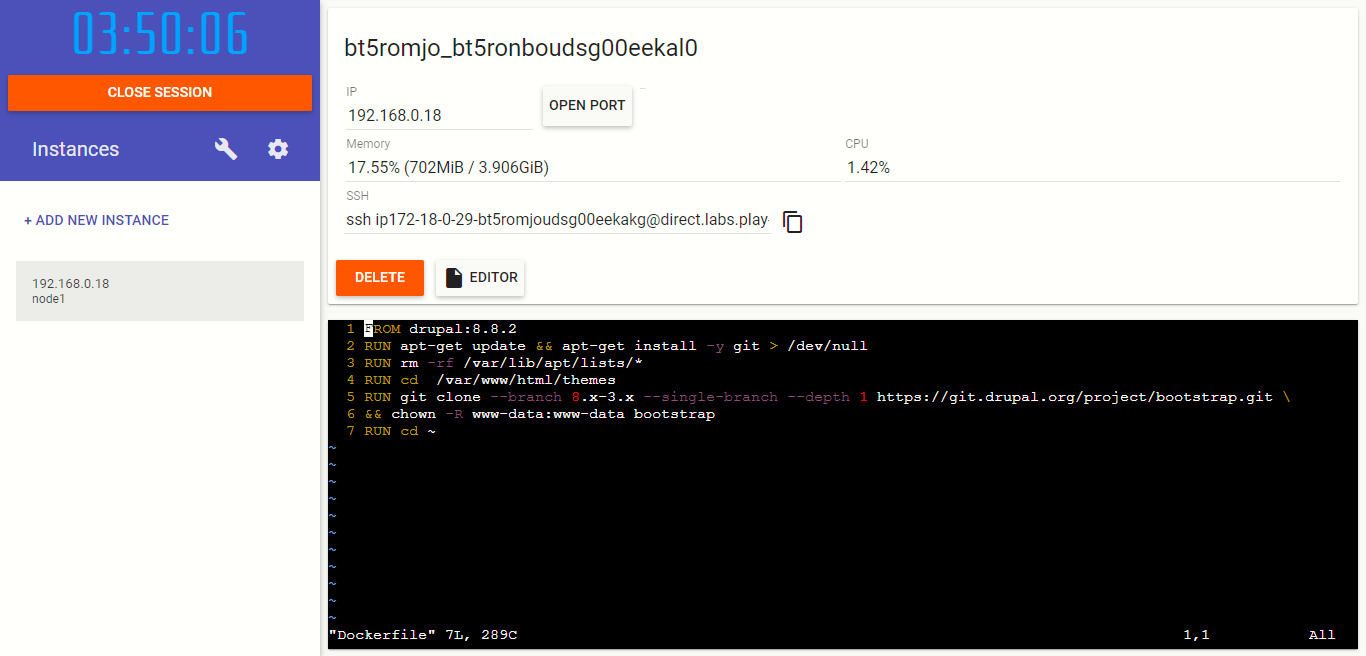 03:50:06
CLOSE SESSION
Instances
+ ADD NEW INSTANCE
192.168.0.18
node1
bt5romjo_bt5ronboudsg00eekal0
IP
192.168.0.18
OPEN PORT
Memory
17.55% (702MiB / 3.906GiB)
CPU
1.42%
SSH
ssh ip172-18-0-29-bt5romjoudsg00eekakg@direct.labs.play-
DELETE
EDITOR
1 FROM drupal:8.8.2
2 RUN apt-get update && apt-get install -y git > /dev/null
3 RUN rm -rf /var/lib/apt/lists/*
4 RUN cd  /var/www/html/themes
5 RUN git clone --branch 8.x-3.x --single-branch --depth 1 https://git.drupal.org/project/bootstrap.git \
6 && chown -R www-data:www-data bootstrap
7 RUN cd ~
~
~
~
~
~
~
~
~
~
~
~
"Dockerfile" 7L, 289C 1,1 All